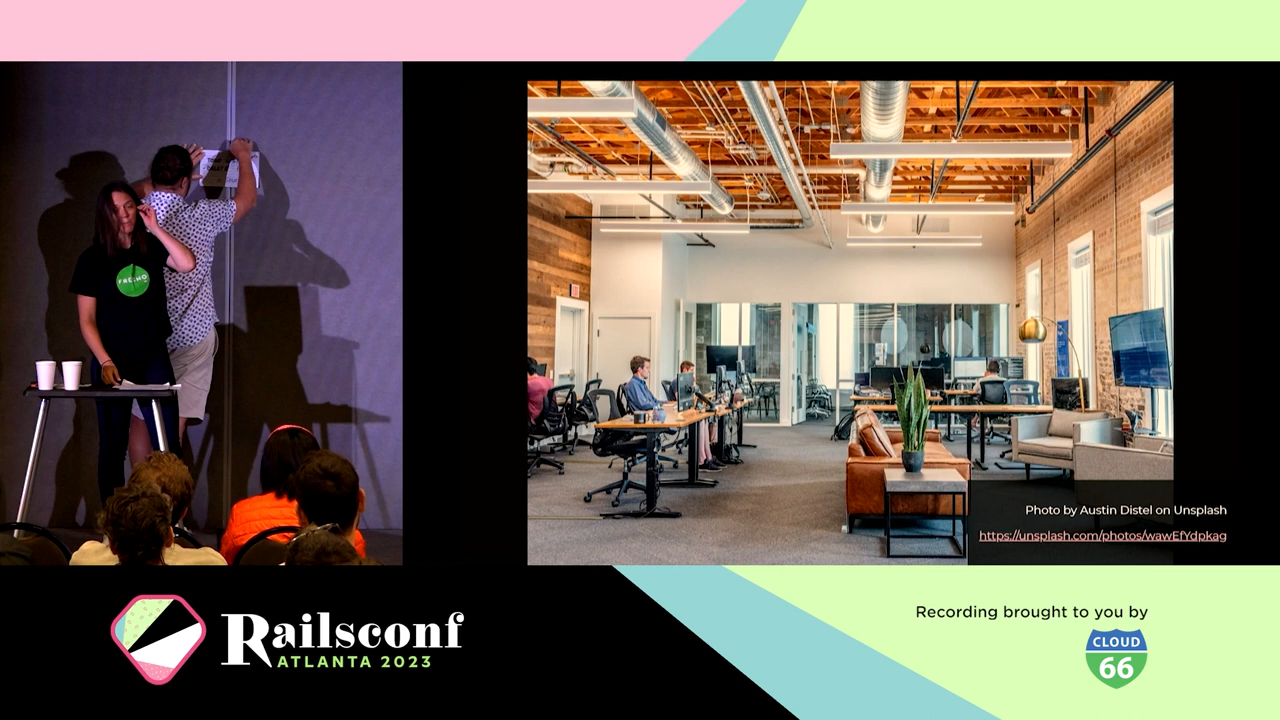 FRESHO
Photo by Austin Distel on Unsplash
https://unsplash.com/photos/wawEfYdpkag
Railsconf
ATLANTA 2023
Recording brought to you by
CLOUD
66